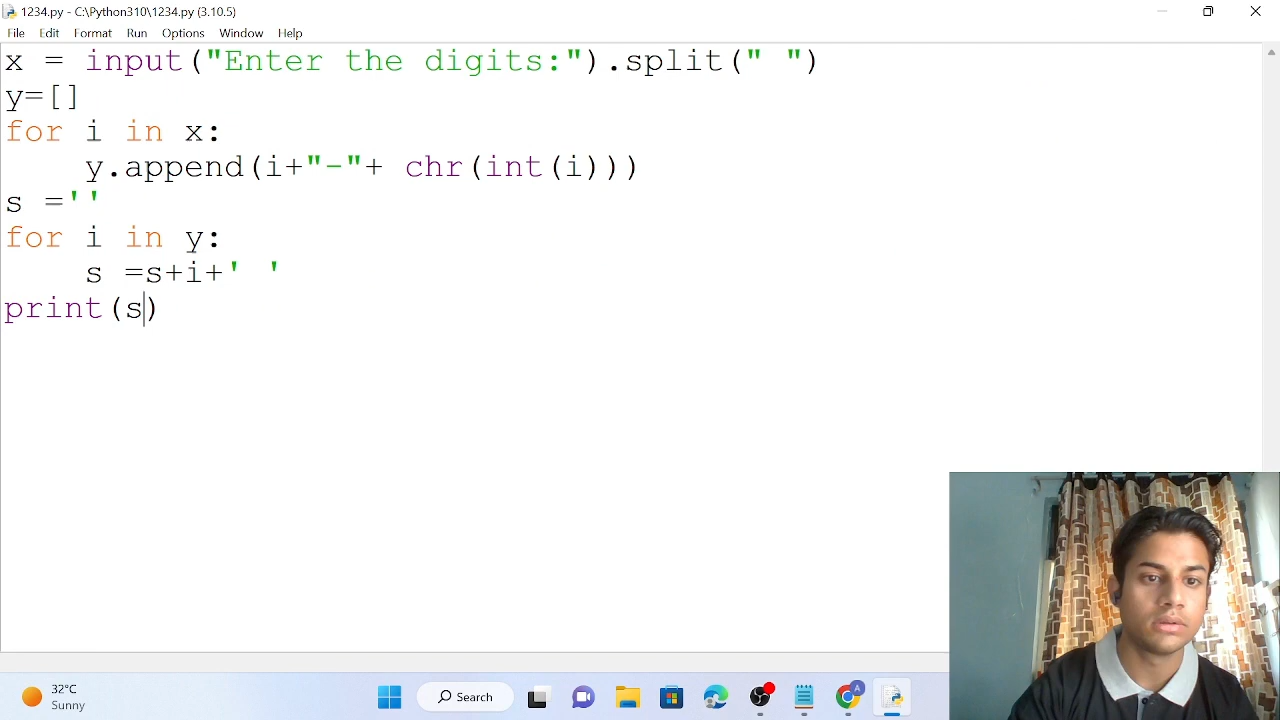 1234.py - C:\Python310\1234.py (3.10.5)
File Edit Format Run Options Window Help
x = input("Enter the digits:").split(" ")
y=[]
for i in x:
    y.append(i+"-"+ chr(int(i)))
s =''
for i in y:
    s =s+i+' '
print(s)
32°C
Sunny
Search
A